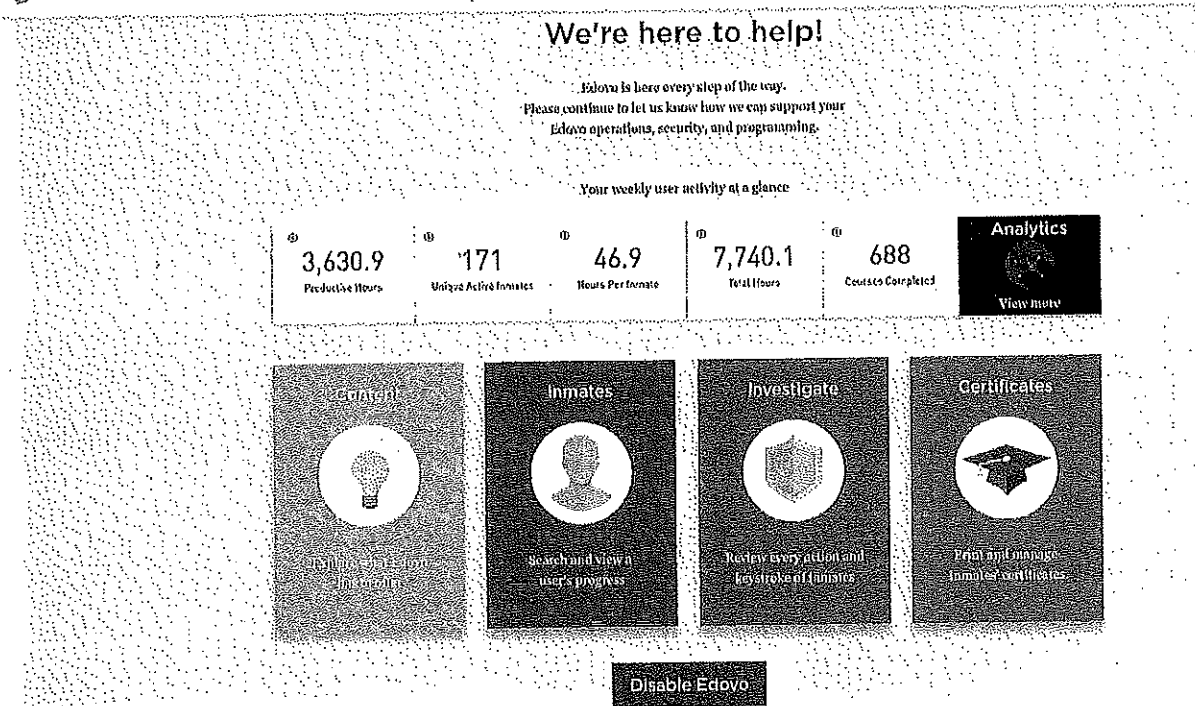 We're here to help!
Edovo is here every step of the way.
Please continue to let us know how we can support your
Edovo operations, security, and programming.
Your weekly user activity at a glance
3,630.9
Productive Hours
171
Unique Active Inmates
46.9
Hours Per Inmate
7,740.1
Total Hours
688
Courses Completed
Analytics
View more
Content
Inmates
Search and view a
user's progress
Investigate
Review every action and
keystroke of inmates
Certificates
Print and manage
inmates' certificates
Disable Edovo